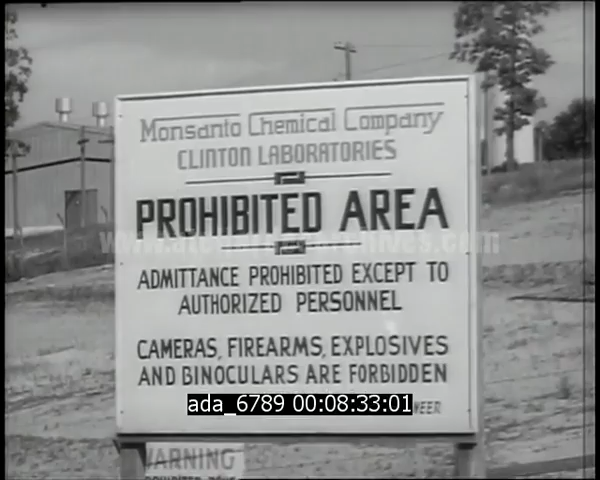 Monsanto Chemical Company
CLINTON LABORATORIES
PROHIBITED AREA
ADMITTANCE PROHIBITED EXCEPT TO
AUTHORIZED PERSONNEL
CAMERAS, FIREARMS, EXPLOSIVES
AND BINOCULARS ARE FORBIDDEN
ada_6789 00:08:33:01
WARNING